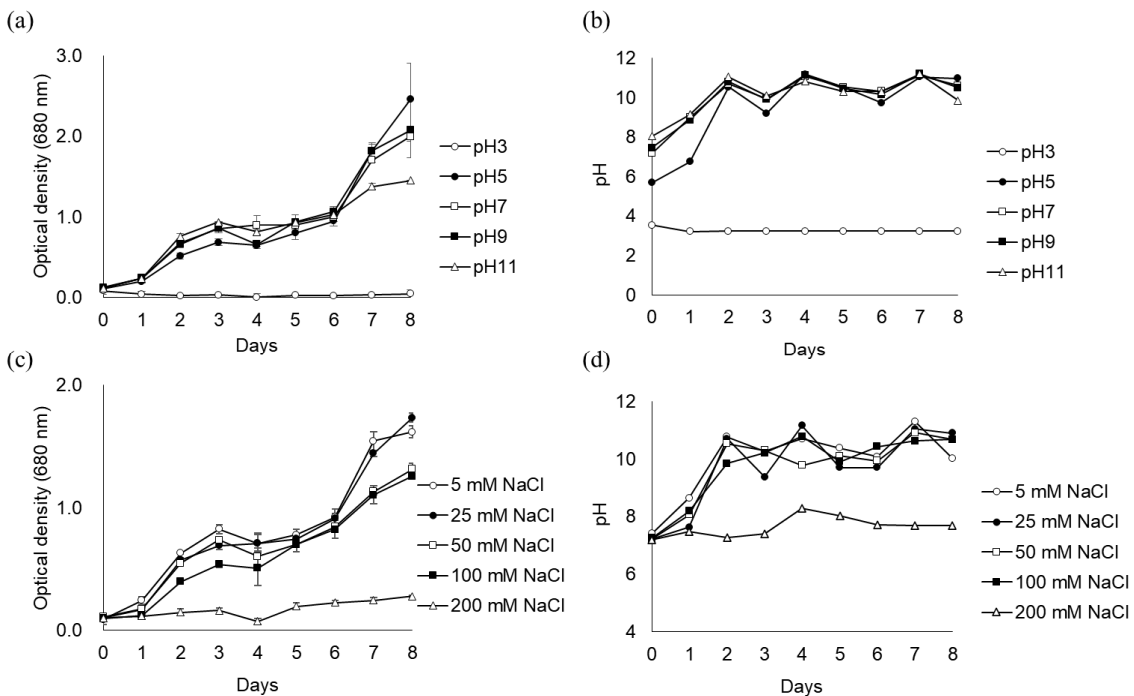 (a)
3.0
2.0
1.0
0.0
Optical density (680 nm)
0 1 2 3 4 5 6 7 8
Days
pH3
pH5
pH7
pH9
pH11
(b)
12
10
8
6
4
2
0
pH
0 1 2 3 4 5 6 7 8
Days
pH3
pH5
pH7
pH9
pH11
(c)
2.0
1.0
0.0
Optical density (680 nm)
0 1 2 3 4 5 6 7 8
Days
5 mM NaCl
25 mM NaCl
50 mM NaCl
100 mM NaCl
200 mM NaCl
(d)
12
10
8
6
4
pH
0 1 2 3 4 5 6 7 8
Days
5 mM NaCl
25 mM NaCl
50 mM NaCl
100 mM NaCl
200 mM NaCl